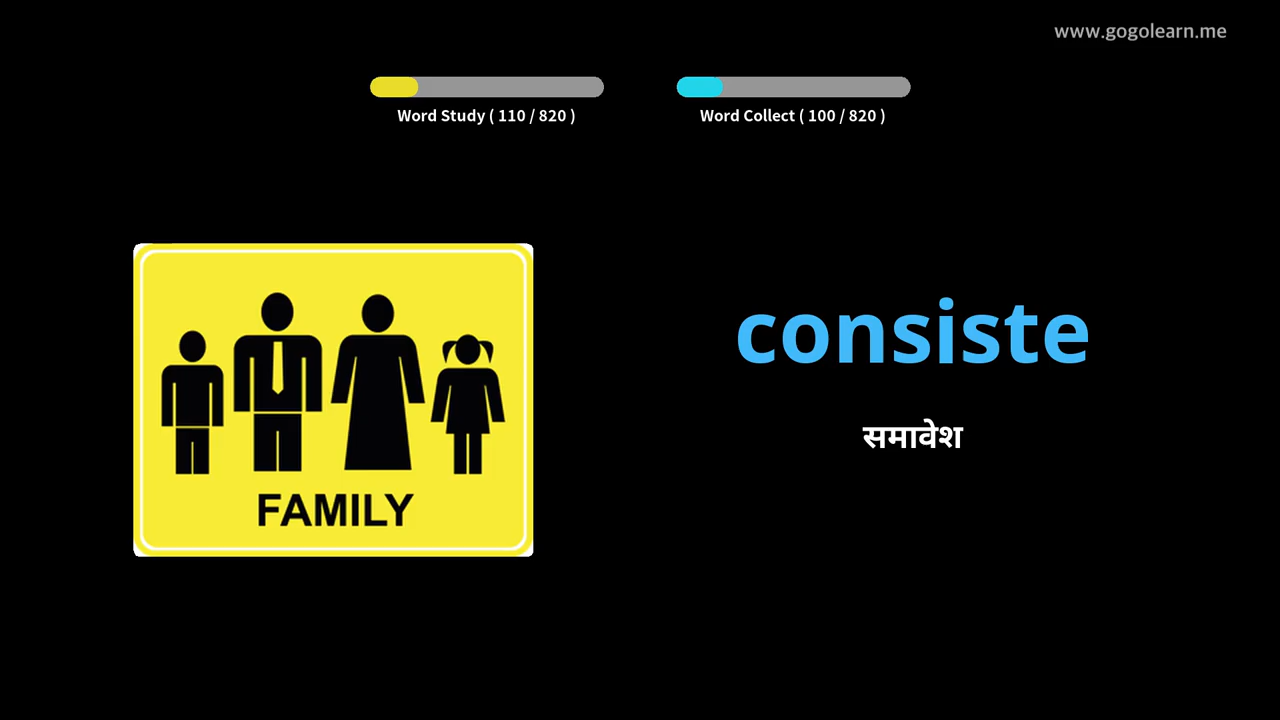 www.gogolearn.me
Word Study ( 110 / 820 )
Word Collect ( 100 / 820 )
consiste
समावेश
FAMILY